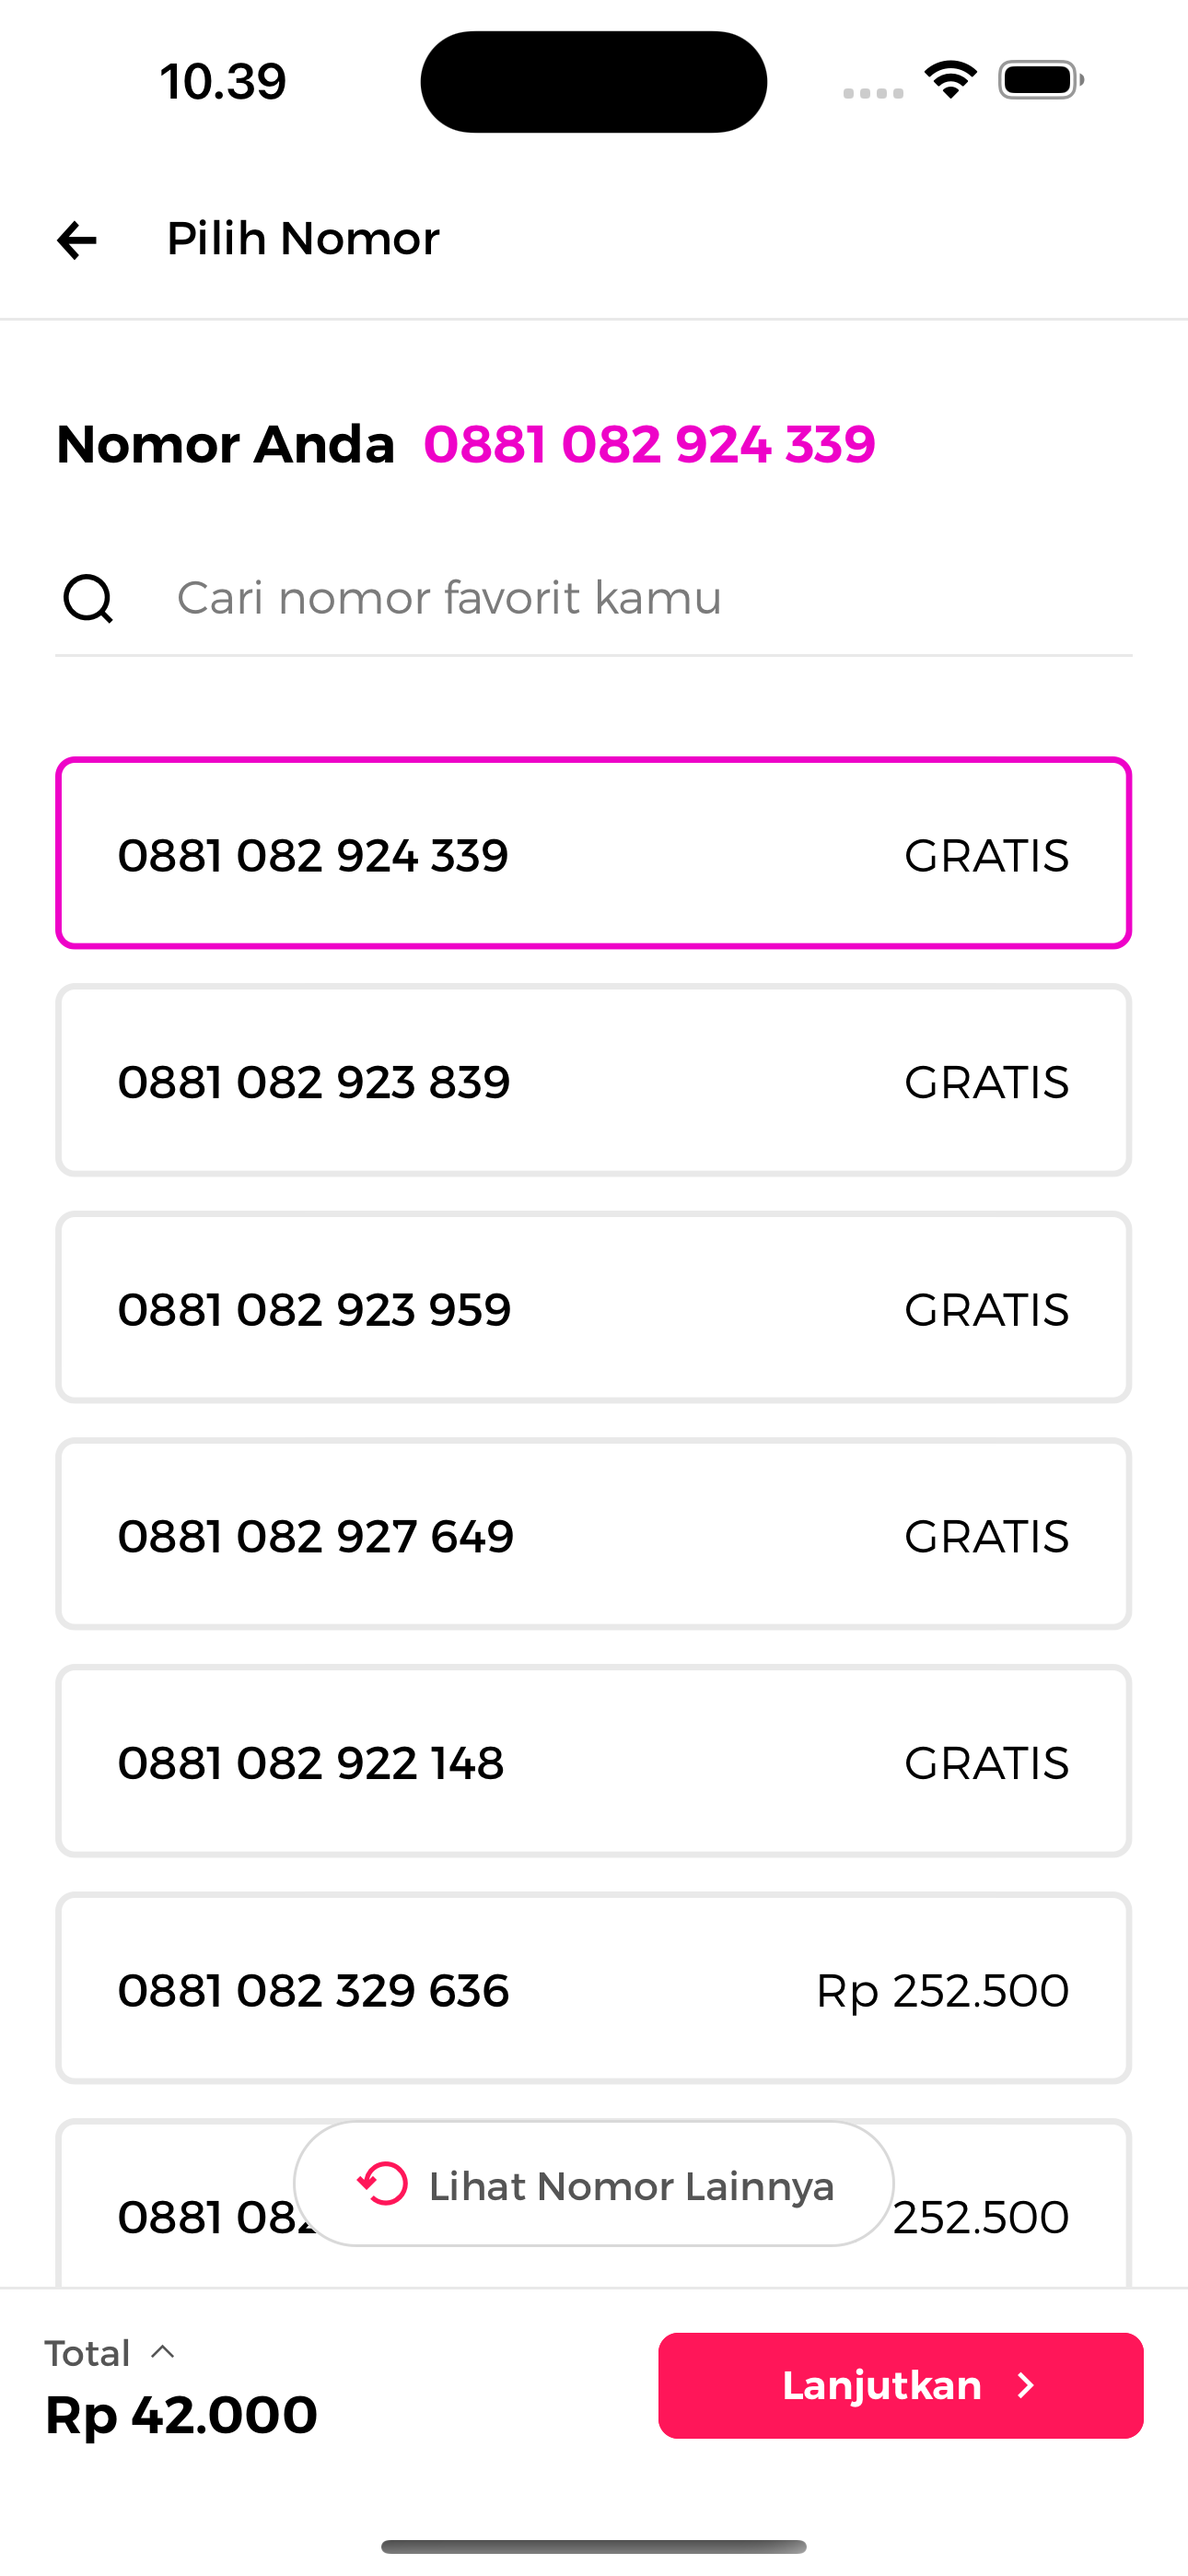 10.39
Pilih Nomor
Nomor Anda 0881 082 924 339
Cari nomor favorit kamu
0881 082 924 339 GRATIS
0881 082 923 839 GRATIS
0881 082 923 959 GRATIS
0881 082 927 649 GRATIS
0881 082 922 148 GRATIS
0881 082 329 636 Rp 252.500
0881 082 252.500
Lihat Nomor Lainnya
Total
Rp 42.000
Lanjutkan